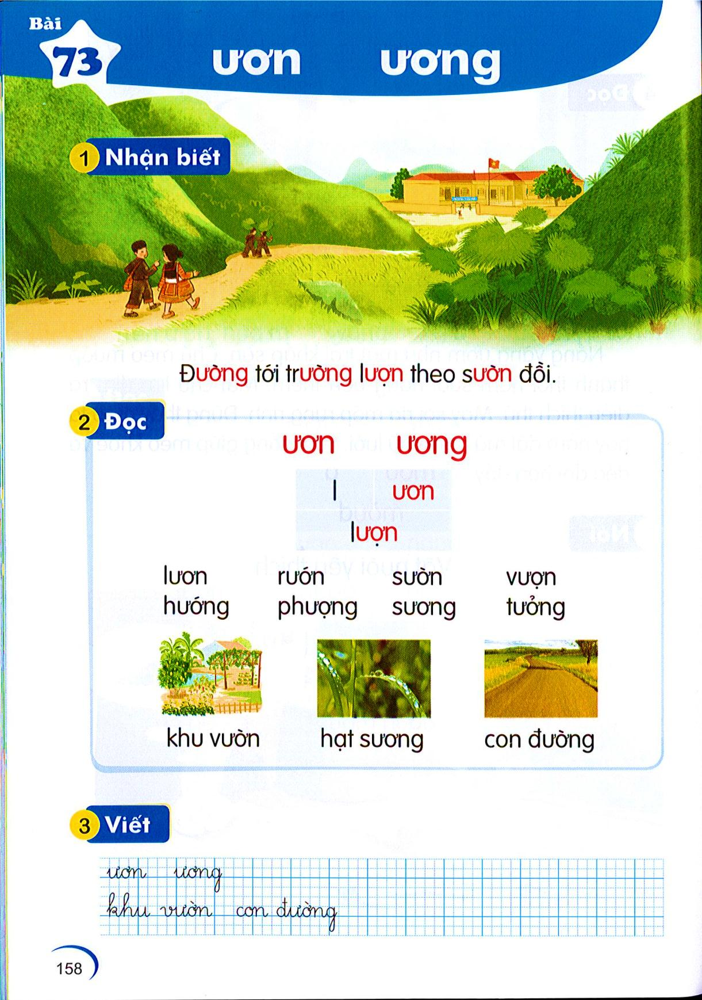 Bài
73
ươn ương
1 Nhận biết
Đường tới trường lượn theo sườn đồi.
2 Đọc
ươn ương
l ươn
lượn
lươn rướn sườn vượn
hướng phượng sương tưởng
khu vườn hạt sương con đường
3 Viết
ươn ương
khu vườn con đường
158